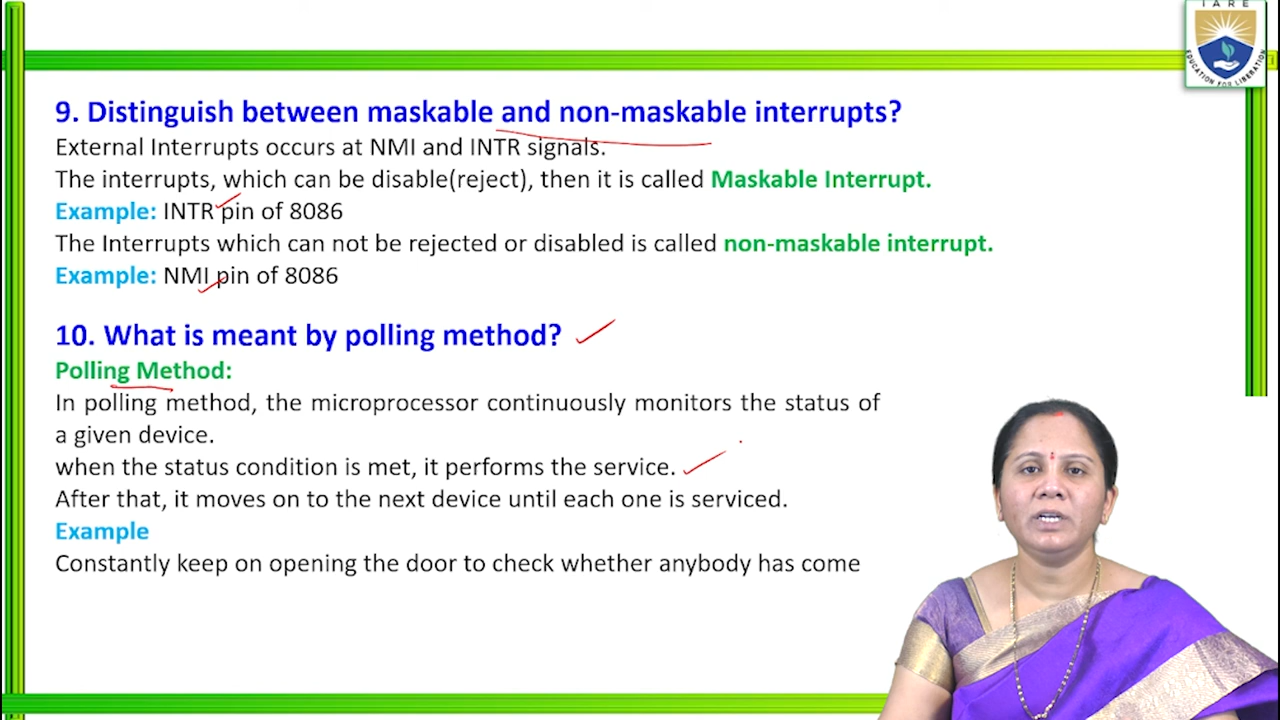 IARE
EDUCATION FOR LIBERATION
9. Distinguish between maskable and non-maskable interrupts?
External Interrupts occurs at NMI and INTR signals.
The interrupts, which can be disable(reject), then it is called Maskable Interrupt.
Example: INTR pin of 8086
The Interrupts which can not be rejected or disabled is called non-maskable interrupt.
Example: NMI pin of 8086
10. What is meant by polling method?
Polling Method:
In polling method, the microprocessor continuously monitors the status of
a given device.
when the status condition is met, it performs the service.
After that, it moves on to the next device until each one is serviced.
Example
Constantly keep on opening the door to check whether anybody has come